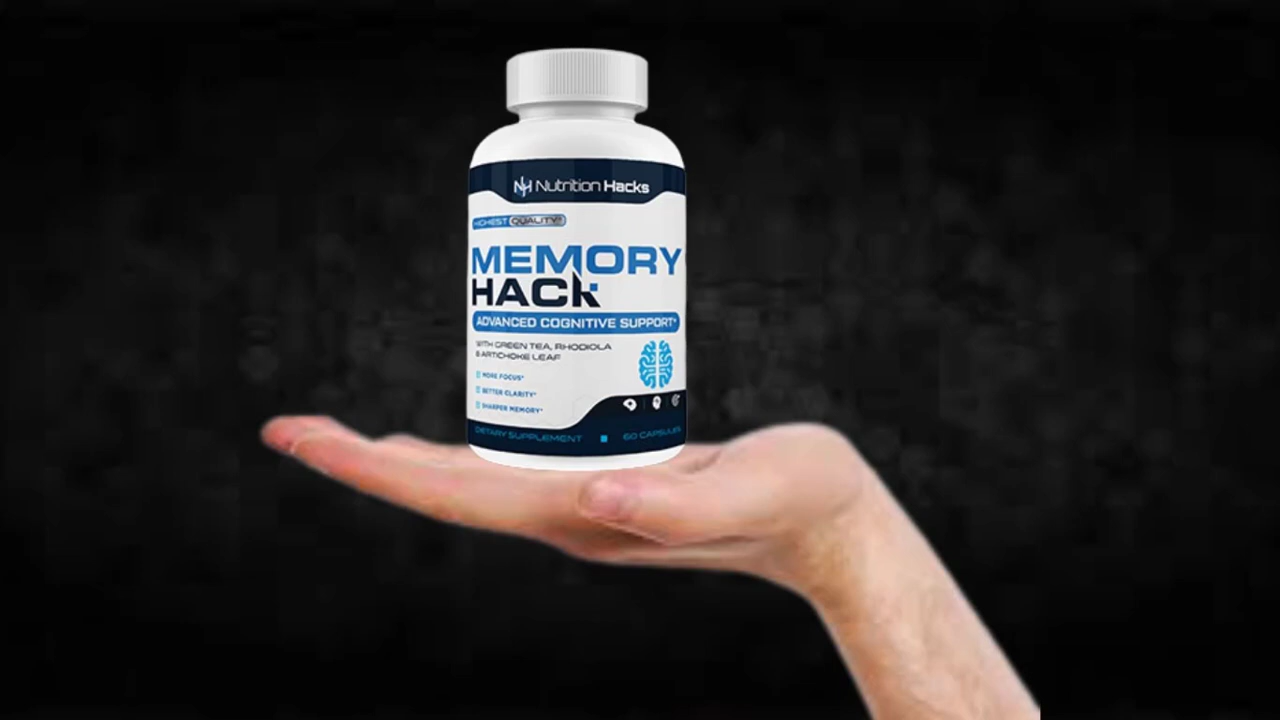 NH Nutrition Hacks
HIGHEST QUALITY*
MEMORY
HACK
ADVANCED COGNITIVE SUPPORT*
WITH GREEN TEA, RHODIOLA
& ARTICHOKE LEAF
MORE FOCUS*
BETTER CLARITY*
SHARPER MEMORY*
DIETARY SUPPLEMENT 60 CAPSULES